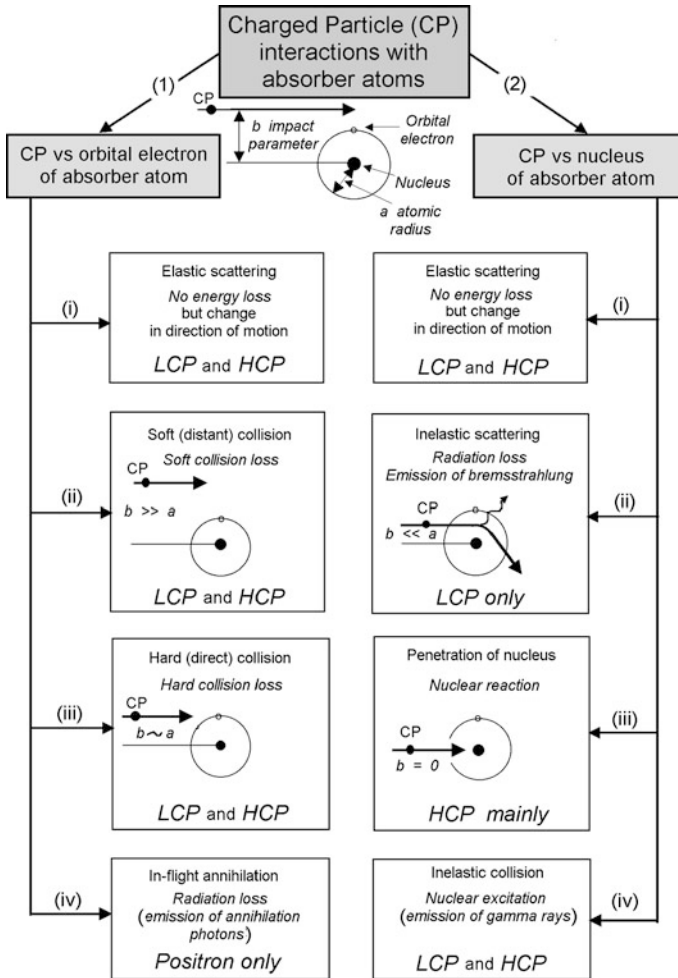 Charged Particle (CP)
interactions with
absorber atoms
(1)
(2)
CP
b impact
parameter
Orbital
electron
Nucleus
a atomic
radius
CP vs orbital electron
of absorber atom
CP vs nucleus
of absorber atom
(i)
Elastic scattering
No energy loss
but change
in direction of motion
LCP and HCP
Elastic scattering
No energy loss
but change
in direction of motion
LCP and HCP
(i)
(ii)
Soft (distant) collision
Soft collision loss
CP
b >> a
LCP and HCP
Inelastic scattering
Radiation loss
Emission of bremsstrahlung
CP
b << a
LCP only
(ii)
(iii)
Hard (direct) collision
Hard collision loss
CP
b ~ a
LCP and HCP
Penetration of nucleus
Nuclear reaction
CP
b = 0
HCP mainly
(iii)
(iv)
In-flight annihilation
Radiation loss
(emission of annihilation
photons)
Positron only
Inelastic collision
Nuclear excitation
(emission of gamma rays)
LCP and HCP
(iv)